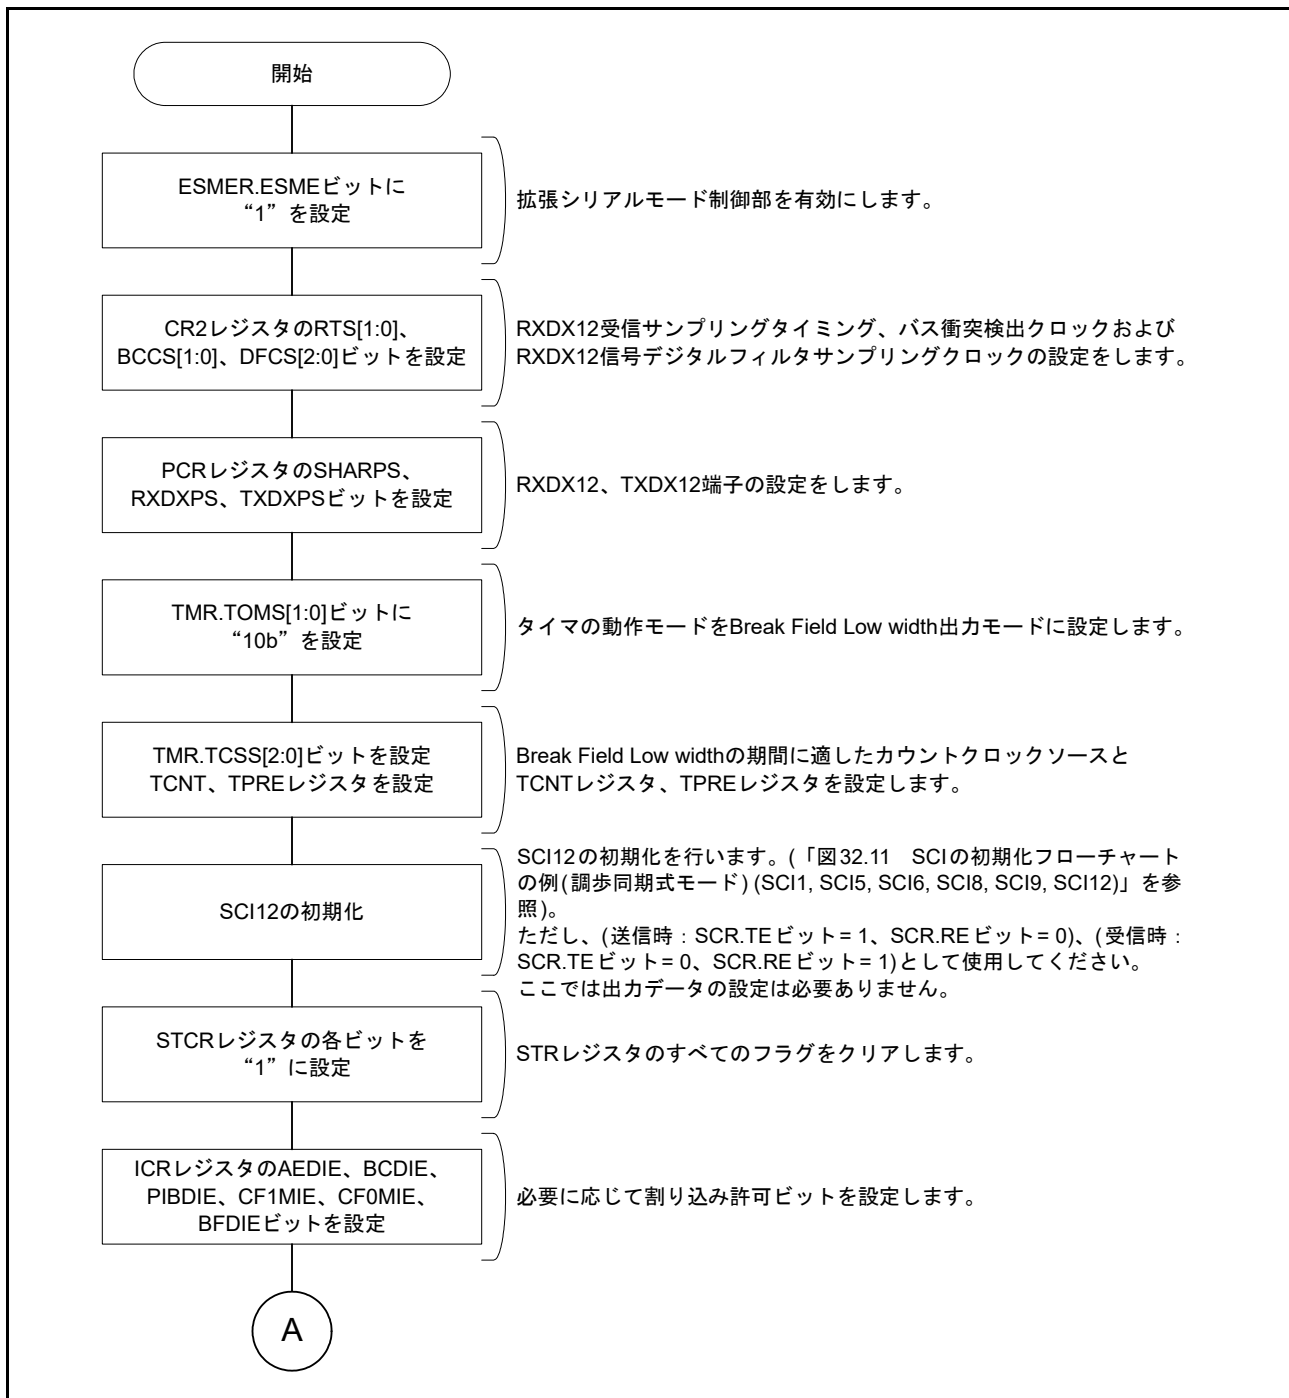 開始
ESMER.ESMEビットに
“1”を設定
拡張シリアルモード制御部を有効にします。
CR2レジスタのRTS[1:0]、
BCCS[1:0]、DFCS[2:0]ビットを設定
RXDX12受信サンプリングタイミング、バス衝突検出クロックおよび
RXDX12信号デジタルフィルタサンプリングクロックの設定をします。
PCRレジスタのSHARPS、
RXDXPS、TXDXPSビットを設定
RXDX12、TXDX12端子の設定をします。
TMR.TOMS[1:0]ビットに
“10b”を設定
タイマの動作モードをBreak Field Low width出力モードに設定します。
TMR.TCSS[2:0]ビットを設定
TCNT、TPREレジスタを設定
Break Field Low widthの期間に適したカウントクロックソースと
TCNTレジスタ、TPREレジスタを設定します。
SCI12の初期化
SCI12の初期化を行います。(「図32.11　SCIの初期化フローチャート
の例(調歩同期式モード) (SCI1, SCI5, SCI6, SCI8, SCI9, SCI12)」を参
照)。
ただし、(送信時：SCR.TEビット= 1、SCR.REビット= 0)、(受信時：
SCR.TEビット= 0、SCR.REビット= 1)として使用してください。
ここでは出力データの設定は必要ありません。
STCRレジスタの各ビットを
“1”に設定
STRレジスタのすべてのフラグをクリアします。
ICRレジスタのAEDIE、BCDIE、
PIBDIE、CF1MIE、CF0MIE、
BFDIEビットを設定
必要に応じて割り込み許可ビットを設定します。
A